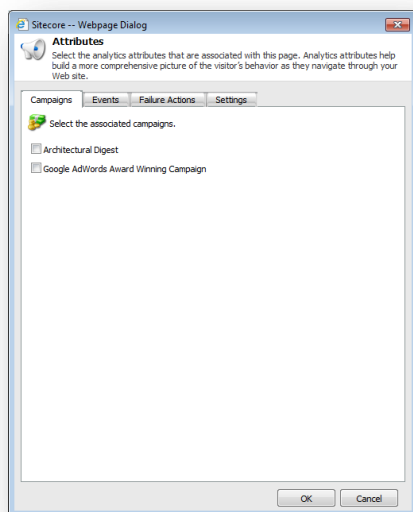 Sitecore -- Webpage Dialog
Attributes
Select the analytics attributes that are associated with this page. Analytics attributes help
build a more comprehensive picture of the visitor's behavior as they navigate through your
Web site.
Campaigns Events Failure Actions Settings
Select the associated campaigns.
Architectural Digest
Google AdWords Award Winning Campaign
OK Cancel